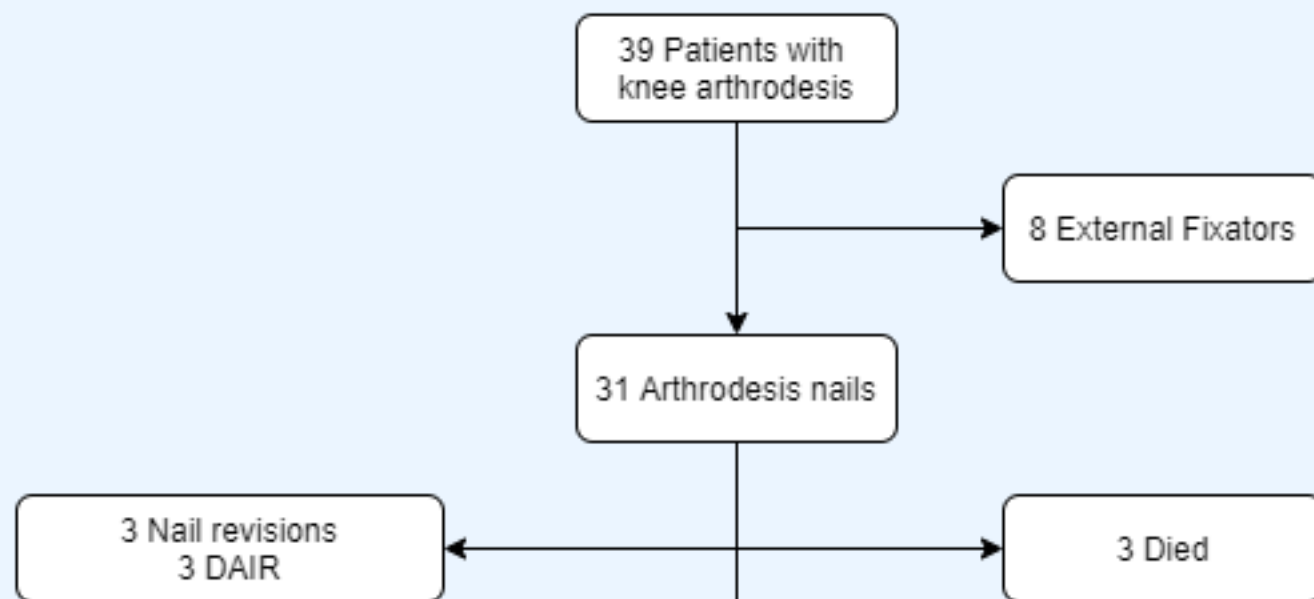 39 Patients with
knee arthrodesis
8 External Fixators
31 Arthrodesis nails
3 Nail revisions
3 DAIR
3 Died